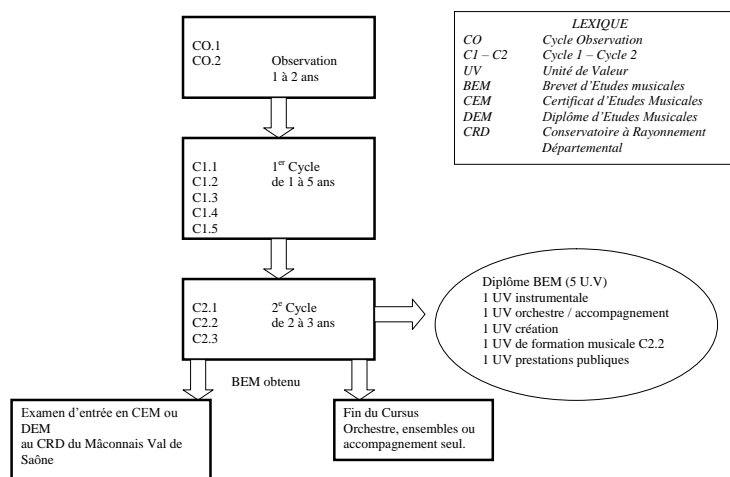 CO.1
CO.2 Observation
1 à 2 ans
LEXIQUE
CO Cycle Observation
C1 – C2 Cycle 1 – Cycle 2
UV Unité de Valeur
BEM Brevet d'Etudes musicales
CEM Certificat d'Etudes Musicales
DEM Diplôme d'Etudes Musicales
CRD Conservatoire à Rayonnement
Départemental
C1.1 1er Cycle
C1.2 de 1 à 5 ans
C1.3
C1.4
C1.5
C2.1 2e Cycle
C2.2 de 2 à 3 ans
C2.3
Diplôme BEM (5 U.V)
1 UV instrumentale
1 UV orchestre / accompagnement
1 UV création
1 UV de formation musicale C2.2
1 UV prestations publiques
BEM obtenu
Examen d'entrée en CEM ou
DEM
au CRD du Mâconnais Val de
Saône
Fin du Cursus
Orchestre, ensembles ou
accompagnement seul.